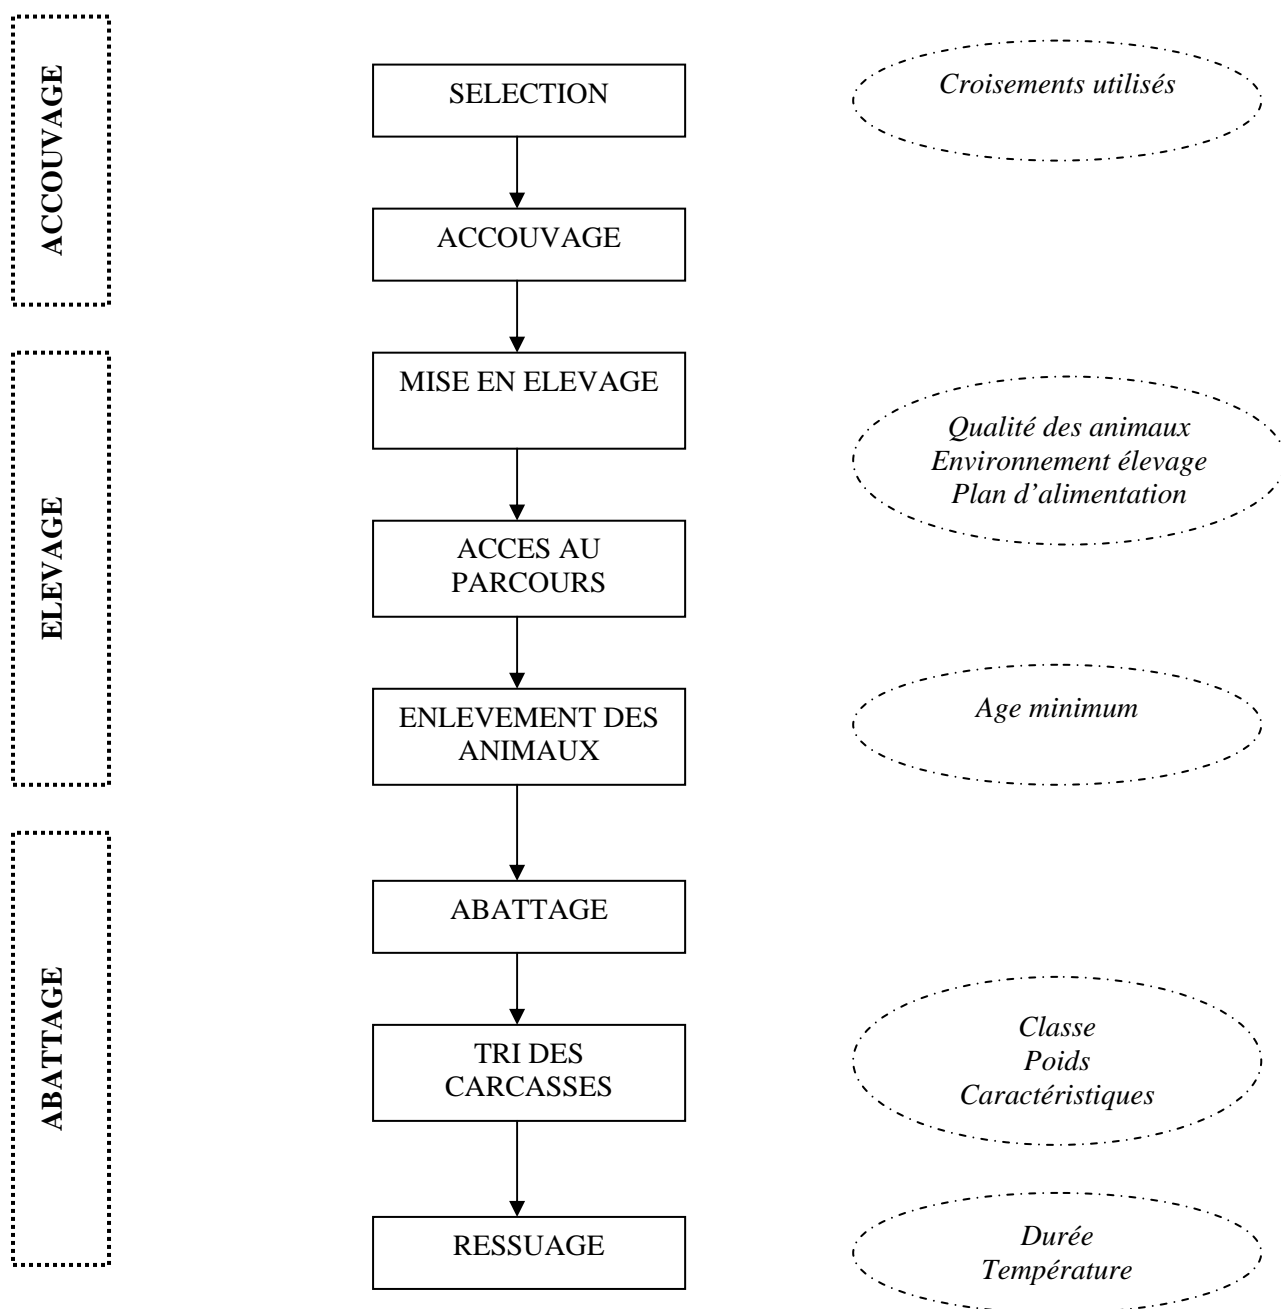 ACCOUVAGE
SELECTION
Croisements utilisés
ACCOUVAGE
ELEVAGE
MISE EN ELEVAGE
Qualité des animaux
Environnement élevage
Plan d'alimentation
ACCES AU
PARCOURS
ENLEVEMENT DES
ANIMAUX
Age minimum
ABATTAGE
ABATTAGE
TRI DES
CARCASSES
Classe
Poids
Caractéristiques
RESSUAGE
Durée
Température